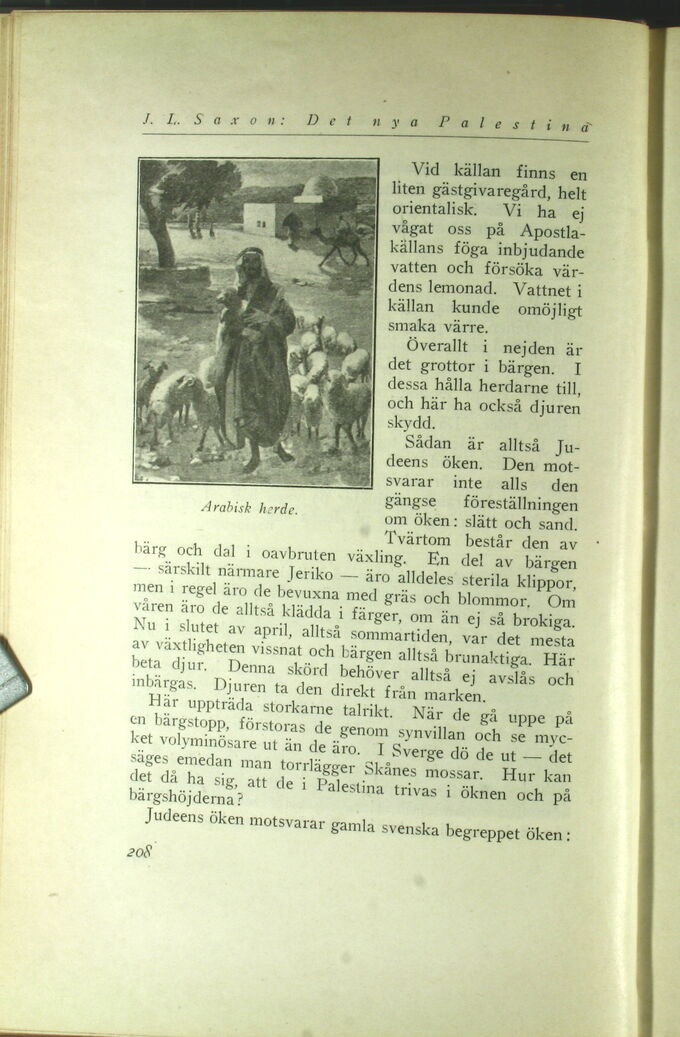 J. L. Saxon: Det nya Palestina
Vid källan finns en
liten gästgivaregård, helt
orientalisk. Vi ha ej
vågat oss på Apostla-
källans föga inbjudande
vatten och försöka vär-
dens lemonad. Vattnet i
källan kunde omöjligt
smaka värre.
Överallt i nejden är
det grottor i bärgen. I
dessa hålla herdarne till,
och här ha också djuren
skydd.
Sådan är alltså Ju-
deens öken. Den mot-
svarar inte alls den
gängse föreställningen
om öken: slätt och sand.
Tvärtom består den av
Arabisk herde.
bärg och dal i oavbruten växling. En del av bärgen
— särskilt närmare Jeriko — äro alldeles sterila klippor,
men i regel äro de bevuxna med gräs och blommor. Om
våren äro de alltså klädda i färger, om än ej så brokiga.
Nu i slutet av april, alltså sommartiden, var det mesta
av växtligheten vissnat och bärgen alltså brunaktiga. Här
beta djur. Denna skörd behöver alltså ej avslås och
inbärgas. Djuren ta den direkt från marken.
Här uppträda storkarne talrikt. När de gå uppe på
en bärgstopp, förstoras de genom synvillan och se myc-
ket volyminösare ut än de äro. I Sverge dö de ut — det
säges emedan man torrlägger Skånes mossar. Hur kan
det då ha sig, att de i Palestina trivas i öknen och på
bärgshöjderna?
Judeens öken motsvarar gamla svenska begreppet öken:
208